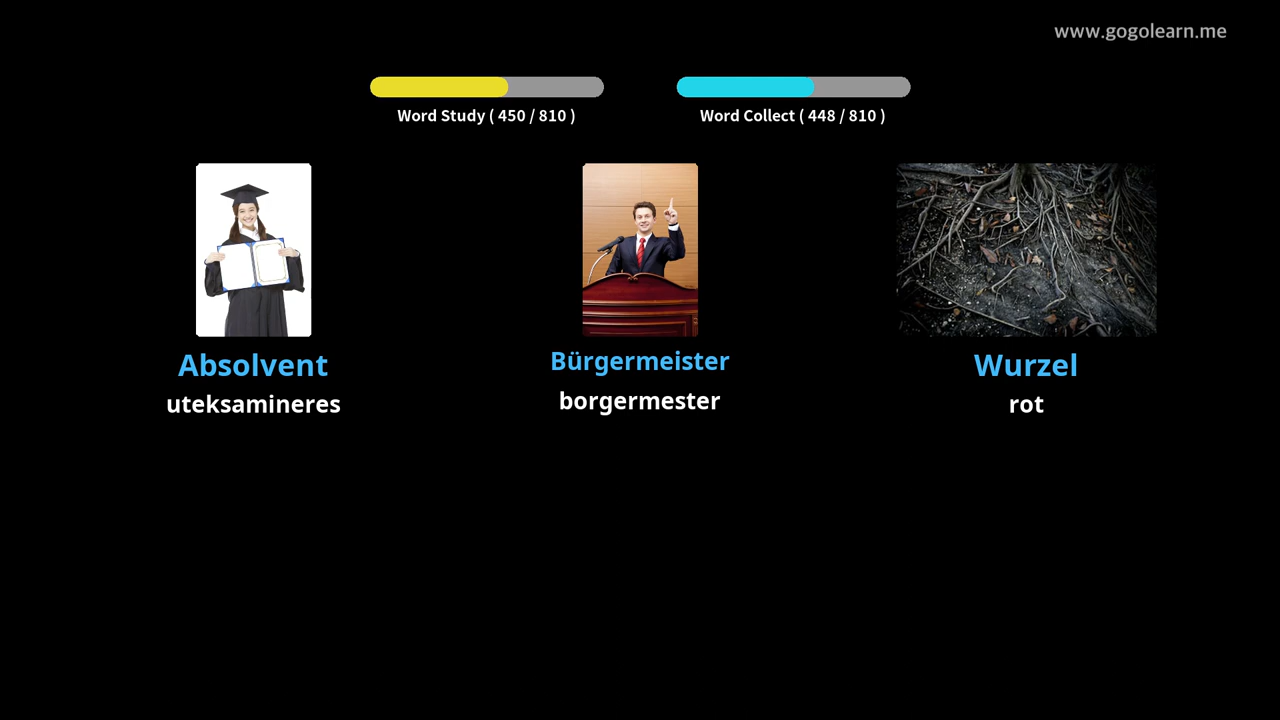 www.gogolearn.me
Word Study ( 450 / 810 )
Word Collect ( 448 / 810 )
Absolvent
uteksamineres
Bürgermeister
borgermester
Wurzel
rot